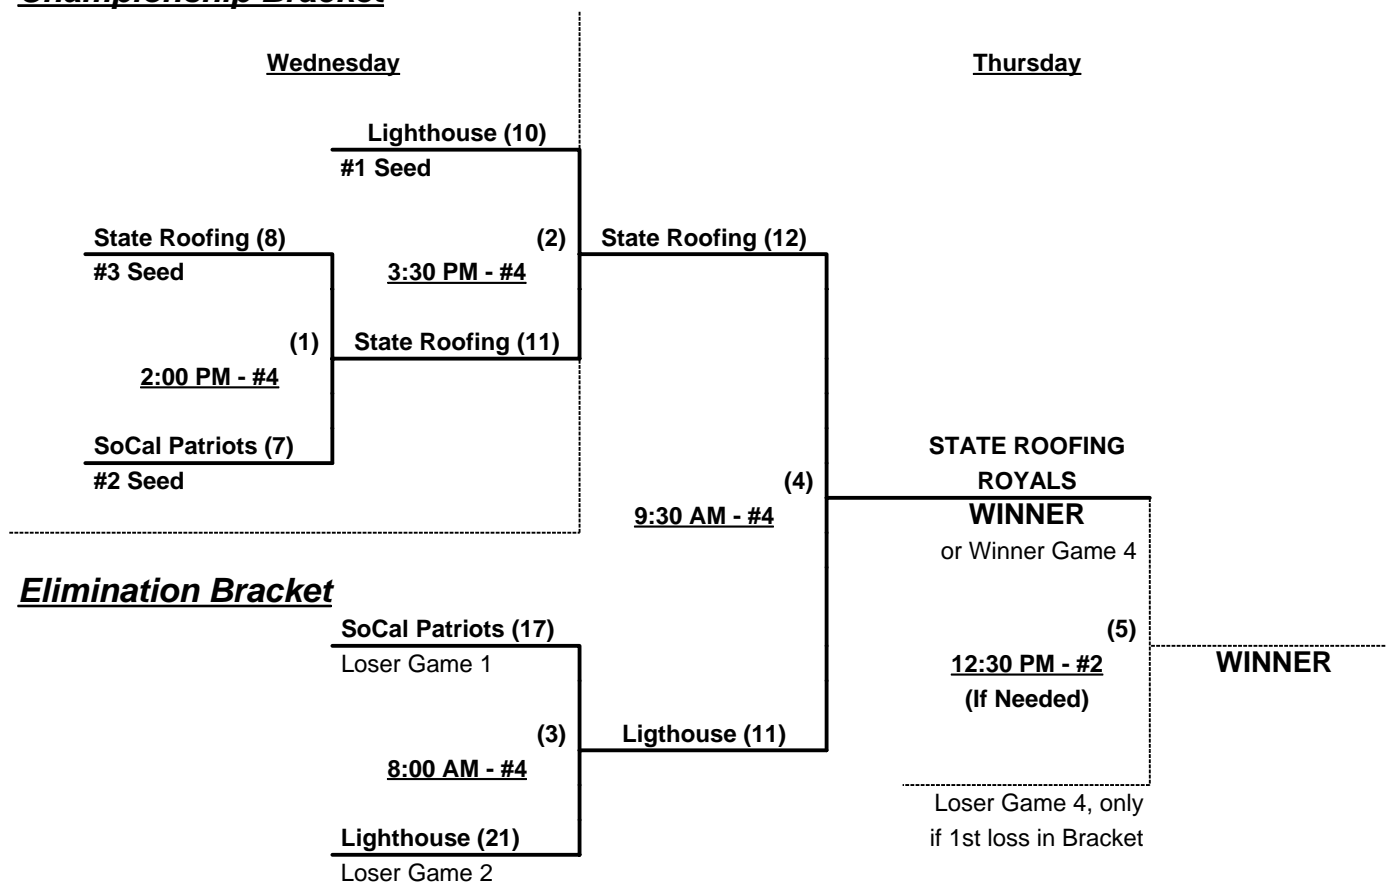 Championship Bracket
Wednesday
Thursday
Lighthouse (10)
#1 Seed
State Roofing (8)
(2)
State Roofing (12)
#3 Seed
3:30 PM - #4
(1)
State Roofing (11)
2:00 PM - #4
SoCal Patriots (7)
#2 Seed
STATE ROOFING
ROYALS
(4)
9:30 AM - #4
WINNER
or Winner Game 4
Elimination Bracket
SoCal Patriots (17)
Loser Game 1
(5)
12:30 PM - #2
(If Needed)
WINNER
(3)
Ligthouse (11)
8:00 AM - #4
Loser Game 4, only
if 1st loss in Bracket
Lighthouse (21)
Loser Game 2